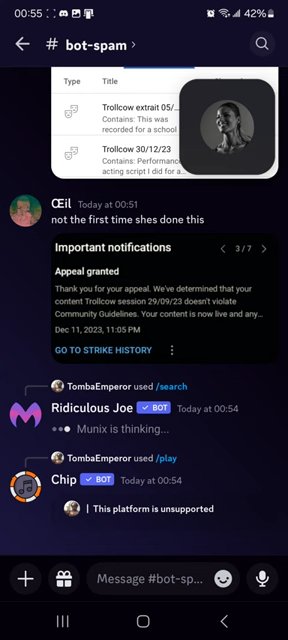 00:55
42%
# bot-spam
Type Title
Trollcow extrait 05/...
Contains: This was
recorded for a school
Trollcow 30/12/23
Contains: Performanc
acting script I did for a...
Œil Today at 00:51
not the first time shes done this
Important notifications 3 / 7
Appeal granted
Thank you for your appeal. We've determined that your
content Trollcow session 29/09/23 doesn't violate
Community Guidelines. Your content is now live and any...
Dec 11, 2023, 11:05 PM
GO TO STRIKE HISTORY
TombaEmperor used /search
Ridiculous Joe BOT Today at 00:54
Munix is thinking...
TombaEmperor used /play
Chip BOT Today at 00:54
| This platform is unsupported
Message #bot-sp...